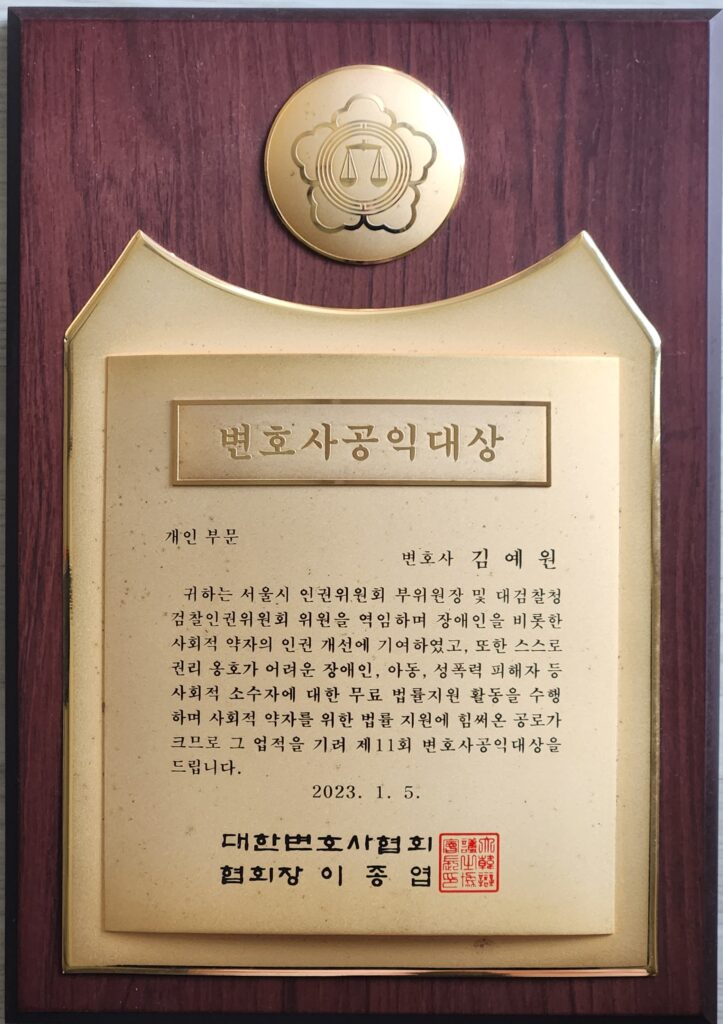 변호사공익대상
개인 부문
변호사 김 예 원
귀하는 서울시 인권위원회 부위원장 및 대검찰청
검찰인권위원회 위원을 역임하며 장애인을 비롯한
사회적 약자의 인권 개선에 기여하였고, 또한 스스로
권리 옹호가 어려운 장애인, 아동, 성폭력 피해자 등
사회적 소수자에 대한 무료 법률지원 활동을 수행
하며 사회적 약자를 위한 법률 지원에 힘써온 공로가
크므로 그 업적을 기려 제11회 변호사공익대상을
드립니다.
2023. 1. 5.
대한변호사협회
협회장 이 종 엽